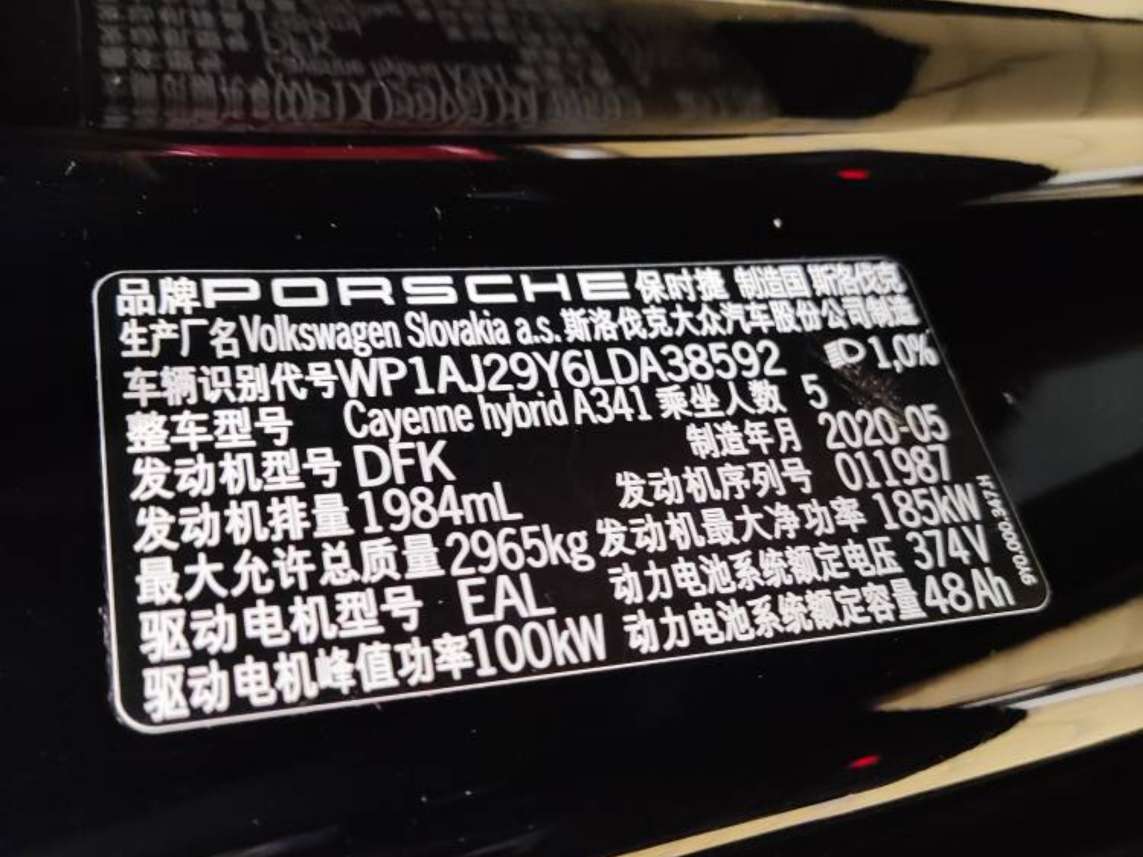 品牌PORSCHE保时捷 制造国 斯洛伐克
生产厂名Volkswagen Slovakia a.s.斯洛伐克大众汽车股份公司制造
车辆识别代号WP1AJ29Y6LDA38592 1,0%
整车型号 Cayenne hybrid A341 乘坐人数 5
发动机型号 DFK 制造年月 2020-05
发动机排量1984mL 发动机序列号 011987
最大允许总质量2965kg 发动机最大净功率 185kW
驱动电机型号 EAL 动力电池系统额定电压 374V
驱动电机峰值功率100kW 动力电池系统额定容量48Ah
9Y0.000.347.H